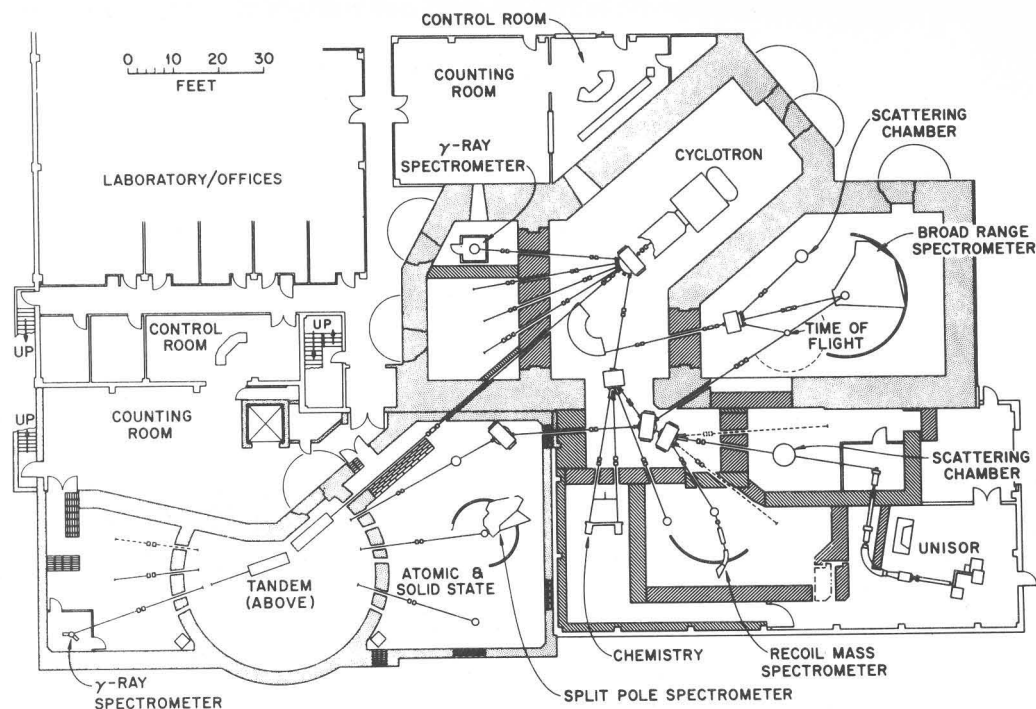 CONTROL ROOM
0 10 20 30
FEET
COUNTING
ROOM
SCATTERING
CHAMBER
γ-RAY
SPECTROMETER
CYCLOTRON
LABORATORY/OFFICES
BROAD RANGE
SPECTROMETER
CONTROL
ROOM
UP
UP
TIME OF
FLIGHT
UP
COUNTING
ROOM
SCATTERING
CHAMBER
UNISOR
TANDEM
(ABOVE)
ATOMIC &
SOLID STATE
CHEMISTRY
RECOIL MASS
SPECTROMETER
γ-RAY
SPECTROMETER
SPLIT POLE SPECTROMETER